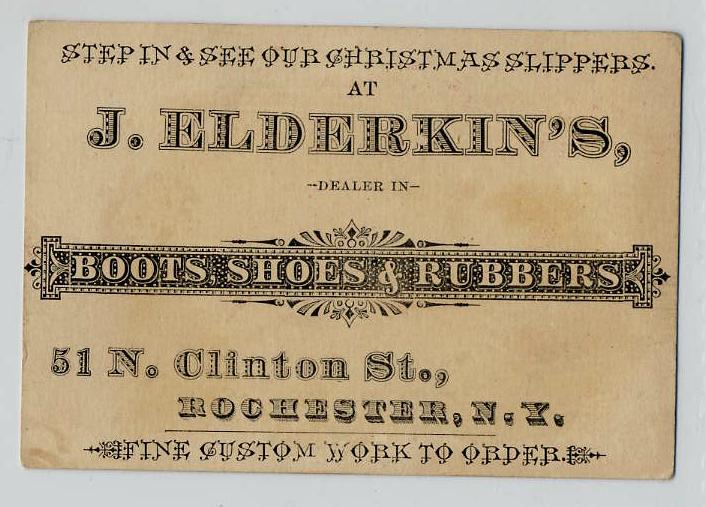 STEP IN & SEE OUR CHRISTMAS SLIPPERS.
AT
J. ELDERKIN'S,
—DEALER IN—
BOOTS SHOES & RUBBERS
51 N. Clinton St.,
ROCHESTER, N.Y.
FINE CUSTOM WORK TO ORDER.